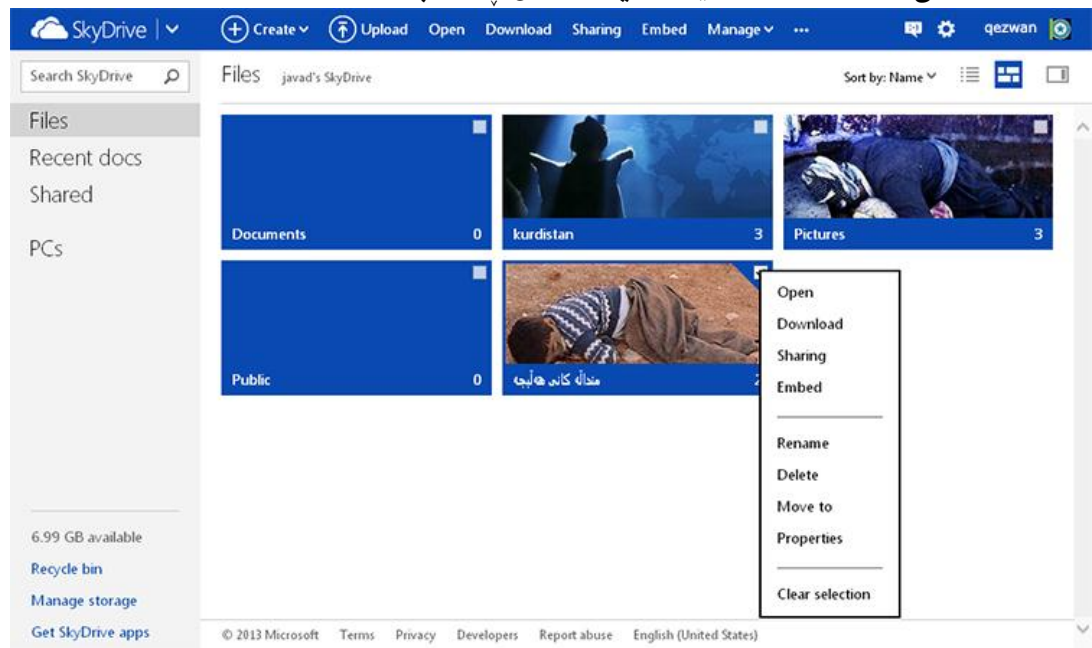 SkyDrive
Create Upload Open Download Sharing Embed Manage ... qezwan
Search SkyDrive
Files javad's SkyDrive Sort by: Name
Files
Recent docs
Shared
PCs
Documents 0 kurdistan 3 Pictures 3
Public 0 منداڵه کانی هەڵبجه
Open
Download
Sharing
Embed
Rename
Delete
Move to
Properties
Clear selection
6.99 GB available
Recycle bin
Manage storage
Get SkyDrive apps
© 2013 Microsoft Terms Privacy Developers Report abuse English (United States)